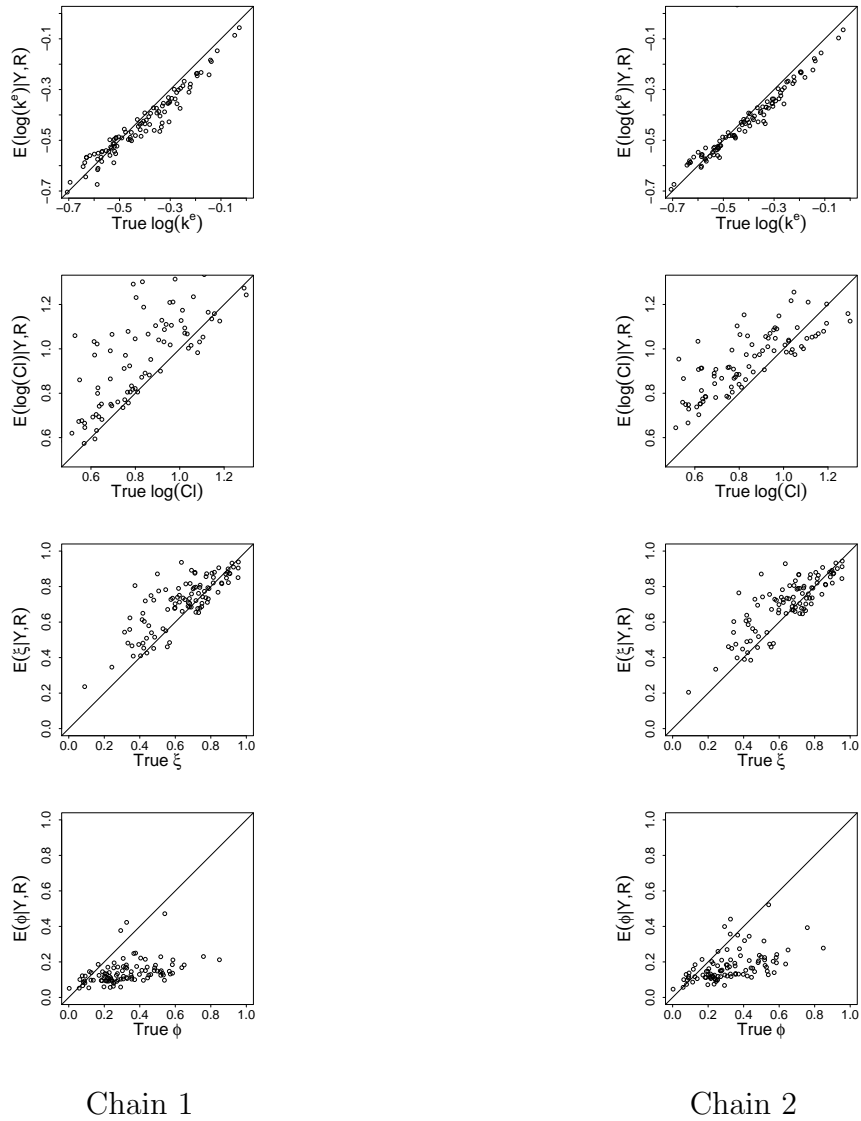 E(log(kᵉ)|Y,R)
-0.7 -0.5 -0.3 -0.1
-0.7 -0.5 -0.3 -0.1
True log(kᵉ)
E(log(kᵉ)|Y,R)
-0.7 -0.5 -0.3 -0.1
-0.7 -0.5 -0.3 -0.1
True log(kᵉ)
E(log(Cl)|Y,R)
0.6 0.8 1.0 1.2
0.6 0.8 1.0 1.2
True log(Cl)
E(log(Cl)|Y,R)
0.6 0.8 1.0 1.2
0.6 0.8 1.0 1.2
True log(Cl)
E(ξ|Y,R)
0.0 0.2 0.4 0.6 0.8 1.0
0.0 0.2 0.4 0.6 0.8 1.0
True ξ
E(ξ|Y,R)
0.0 0.2 0.4 0.6 0.8 1.0
0.0 0.2 0.4 0.6 0.8 1.0
True ξ
E(ϕ|Y,R)
0.0 0.2 0.4 0.6 0.8 1.0
0.0 0.2 0.4 0.6 0.8 1.0
True ϕ
E(ϕ|Y,R)
0.0 0.2 0.4 0.6 0.8 1.0
0.0 0.2 0.4 0.6 0.8 1.0
True ϕ
Chain 1
Chain 2